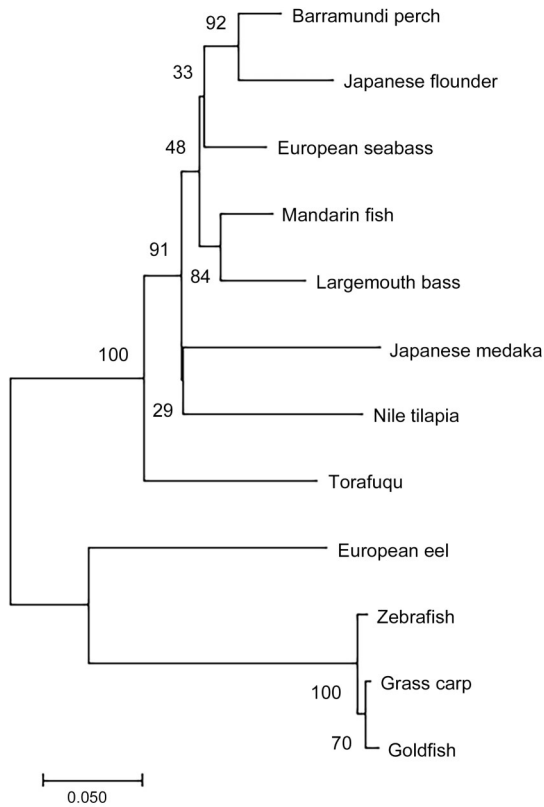 Barramundi perch
92
33
Japanese flounder
48
European seabass
Mandarin fish
91
84
Largemouth bass
100
Japanese medaka
29
Nile tilapia
Torafuqu
European eel
Zebrafish
Grass carp
100
70
Goldfish
0.050